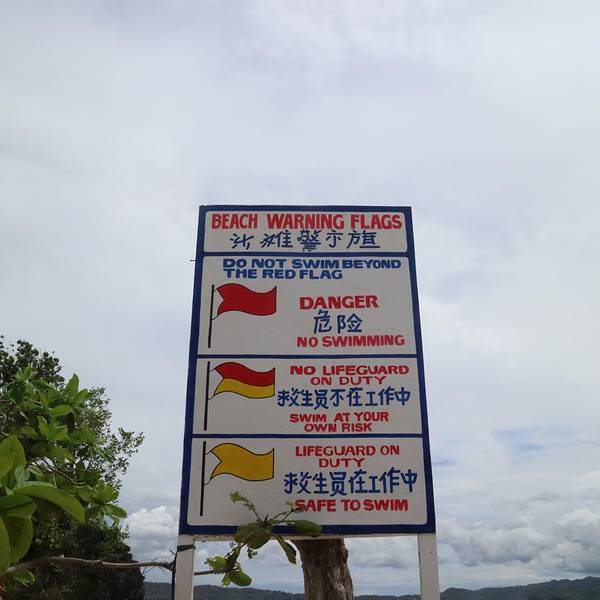 BEACH WARNING FLAGS
沙滩警示旗
DO NOT SWIM BEYOND
THE RED FLAG
DANGER
危险
NO SWIMMING
NO LIFEGUARD
ON DUTY
救生员不在工作中
SWIM AT YOUR
OWN RISK
LIFEGUARD ON
DUTY
救生员在工作中
SAFE TO SWIM